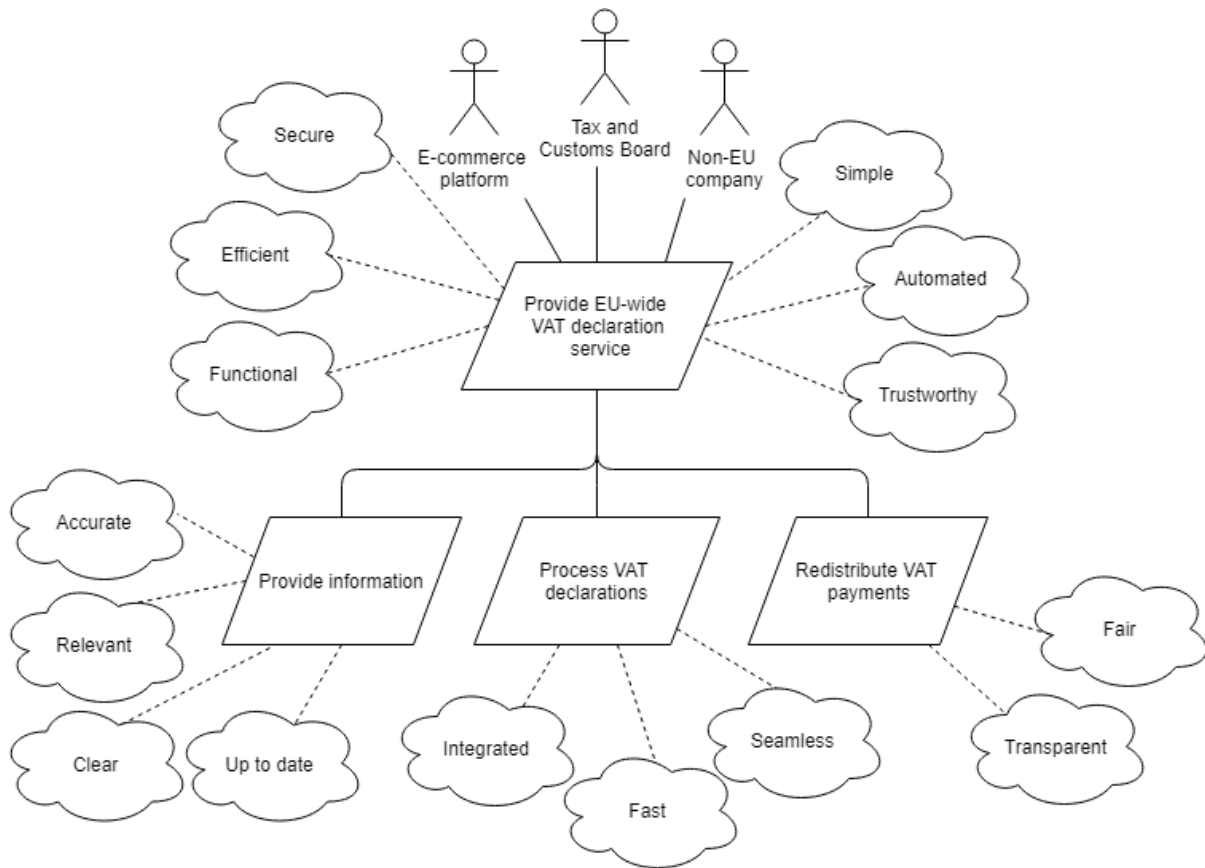 Secure
E-commerce
platform
Tax and
Customs Board
Non-EU
company
Simple
Efficient
Automated
Provide EU-wide
VAT declaration
service
Functional
Trustworthy
Accurate
Provide information
Process VAT
declarations
Redistribute VAT
payments
Relevant
Fair
Clear
Up to date
Integrated
Seamless
Transparent
Fast